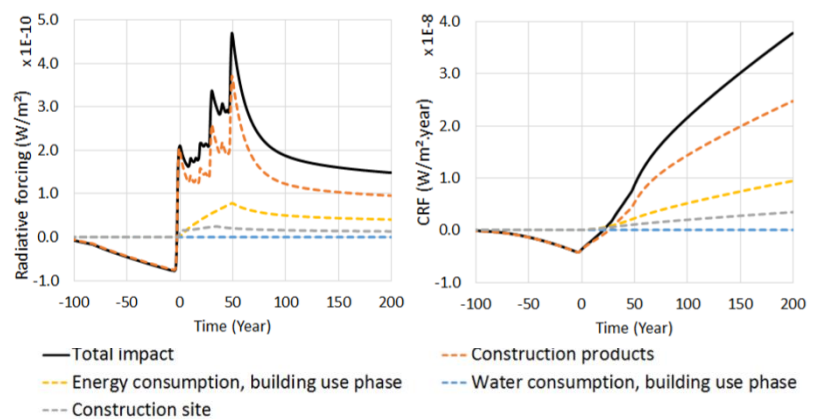 x 1E-10
Radiative forcing (W/m²)
5.0
4.0
3.0
2.0
1.0
0.0
-1.0
-100 -50 0 50 100 150 200
Time (Year)
x 1E-8
CRF (W/m².year)
4.0
3.0
2.0
1.0
0.0
-1.0
-100 -50 0 50 100 150 200
Time (Year)
Total impact
Construction products
Energy consumption, building use phase
Water consumption, building use phase
Construction site